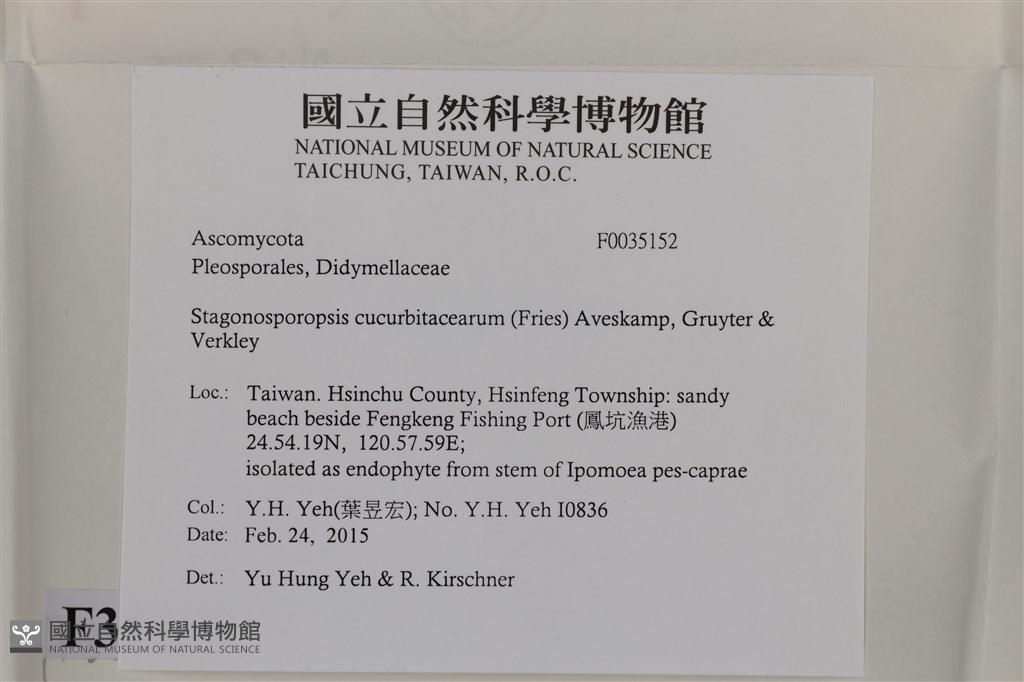 國立自然科學博物館
NATIONAL MUSEUM OF NATURAL SCIENCE
TAICHUNG, TAIWAN, R.O.C.
Ascomycota F0035152
Pleosporales, Didymellaceae
Stagonosporopsis cucurbitacearum (Fries) Aveskamp, Gruyter &
Verkley
Loc.: Taiwan. Hsinchu County, Hsinfeng Township: sandy
beach beside Fengkeng Fishing Port (鳳坑漁港)
24.54.19N, 120.57.59E;
isolated as endophyte from stem of Ipomoea pes-caprae
Col.: Y.H. Yeh(葉昱宏); No. Y.H. Yeh I0836
Date: Feb. 24, 2015
Det.: Yu Hung Yeh & R. Kirschner
F3
國立自然科學博物館
NATIONAL MUSEUM OF NATURAL SCIENCE